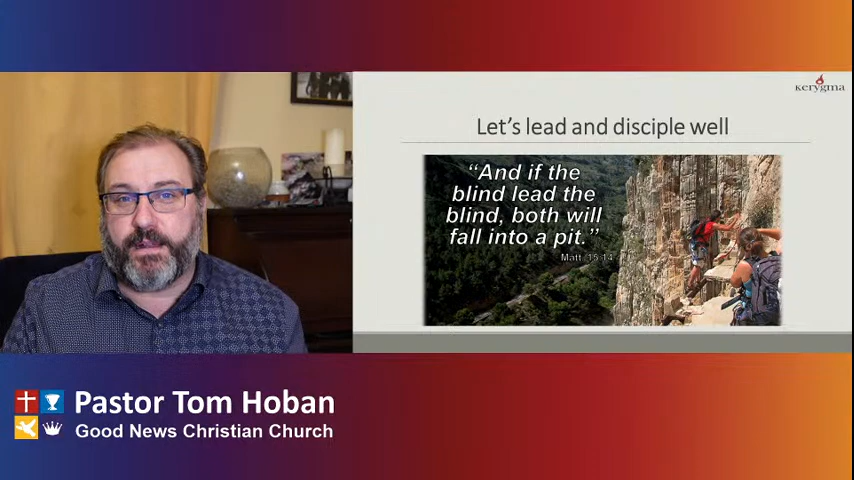 кerygma
Let's lead and disciple well
“And if the
blind lead the
blind, both will
fall into a pit.”
Matt 15:14
Pastor Tom Hoban
Good News Christian Church